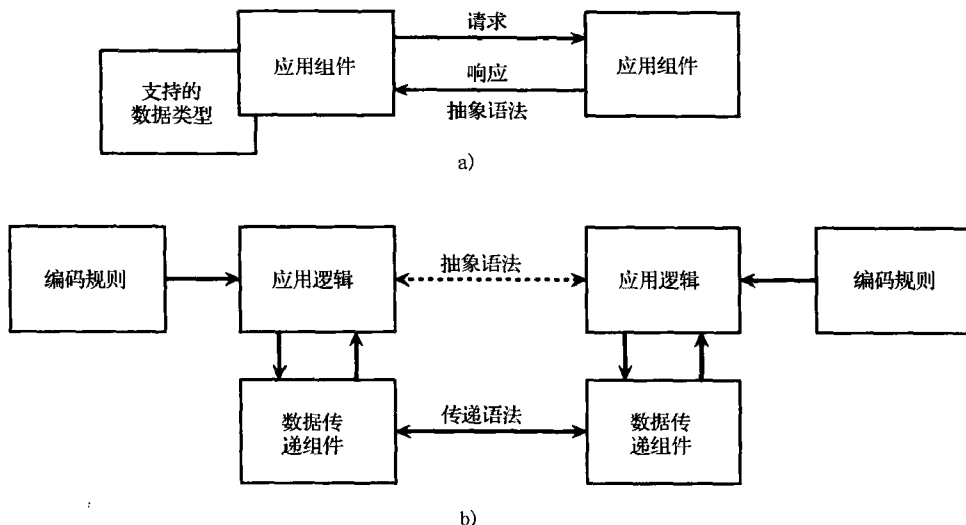 请求
应用组件
应用组件
响应
支持的
数据类型
抽象语法
a)
编码规则
应用逻辑
抽象语法
应用逻辑
编码规则
数据传
递组件
传递语法
数据传
递组件
b)